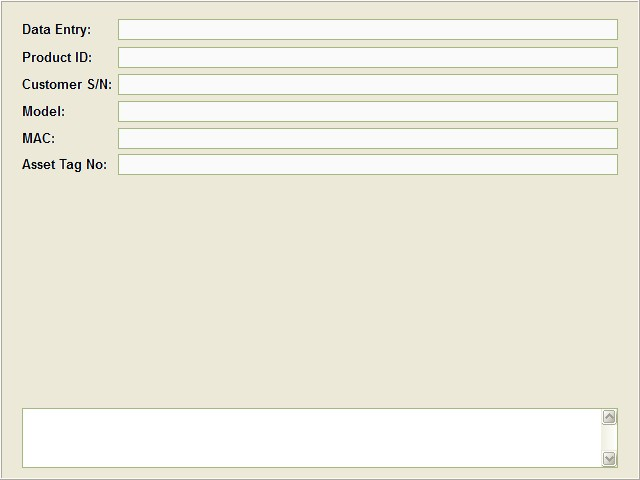 Data Entry:
Product ID:
Customer S/N:
Model:
MAC:
Asset Tag No: